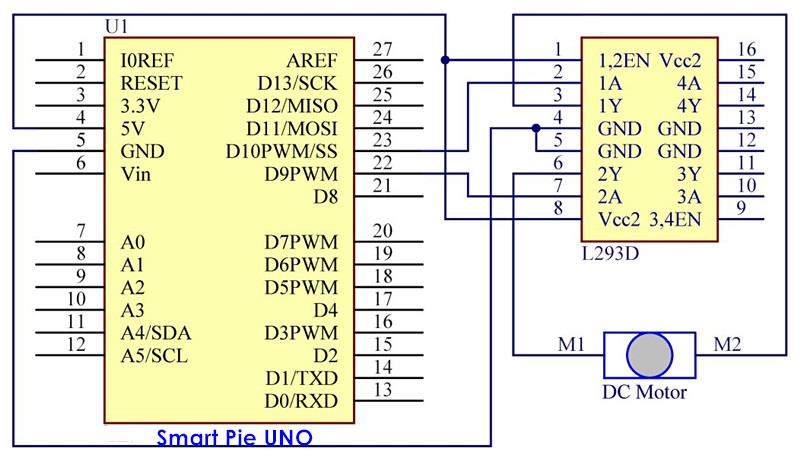 U1
1 I0REF AREF 27
2 RESET D13/SCK 26
3 3.3V D12/MISO 25
4 5V D11/MOSI 24
5 GND D10PWM/SS 23
6 Vin D9PWM 22
D8 21
7 A0 D7PWM 20
8 A1 D6PWM 19
9 A2 D5PWM 18
10 A3 D4 17
11 A4/SDA D3PWM 16
12 A5/SCL D2 15
D1/TXD 14
D0/RXD 13
Smart Pie UNO
1 1,2EN Vcc2 16
2 1A 4A 15
3 1Y 4Y 14
4 GND GND 13
5 GND GND 12
6 2Y 3Y 11
7 2A 3A 10
8 Vcc2 3,4EN 9
L293D
M1 M2
DC Motor